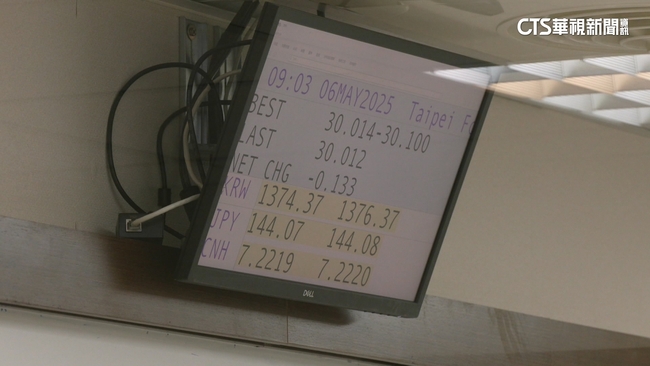 CTS華視新聞資訊
09:03 06MAY2025 Taipei
BEST 30.014-30.100
LAST 30.012
NET CHG -0.133
KRW 1374.37 1376.37
JPY 144.07 144.08
CNH 7.2219 7.2220
DELL